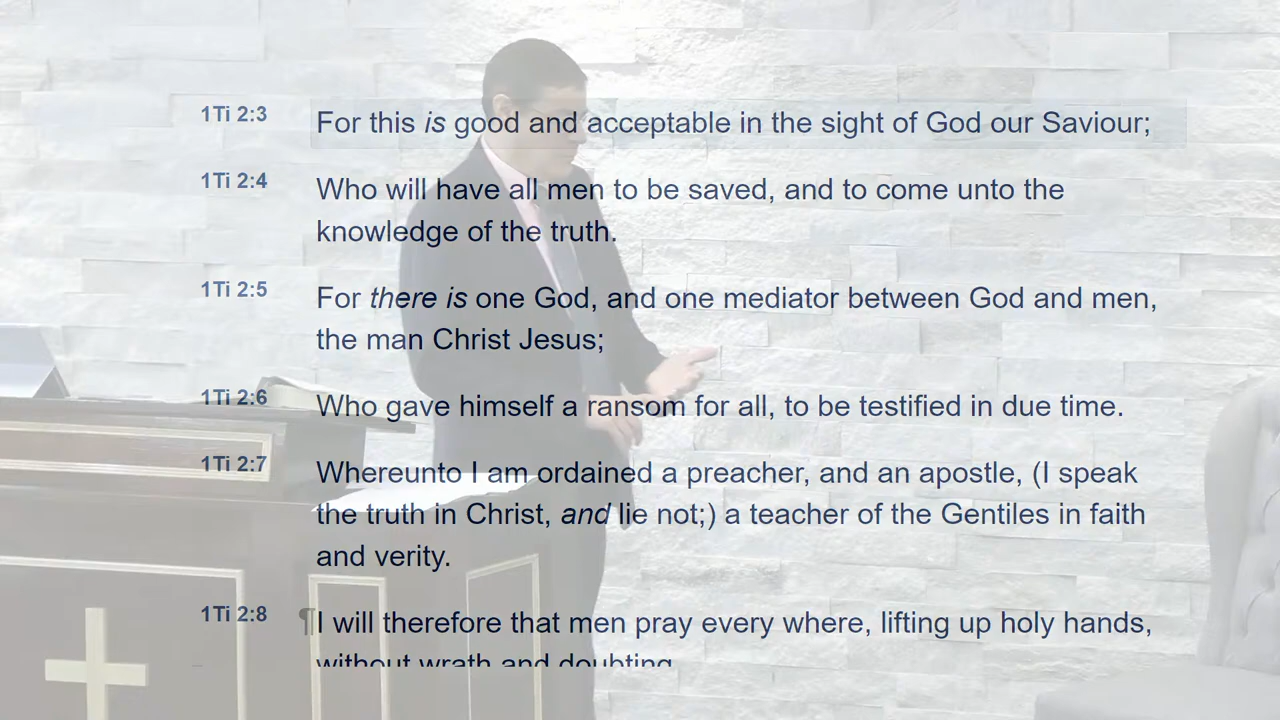 1Ti 2:3 For this is good and acceptable in the sight of God our Saviour;
1Ti 2:4 Who will have all men to be saved, and to come unto the
knowledge of the truth.
1Ti 2:5 For there is one God, and one mediator between God and men,
the man Christ Jesus;
1Ti 2:6 Who gave himself a ransom for all, to be testified in due time.
1Ti 2:7 Whereunto I am ordained a preacher, and an apostle, (I speak
the truth in Christ, and lie not;) a teacher of the Gentiles in faith
and verity.
1Ti 2:8 ¶I will therefore that men pray every where, lifting up holy hands,
without wrath and doubting